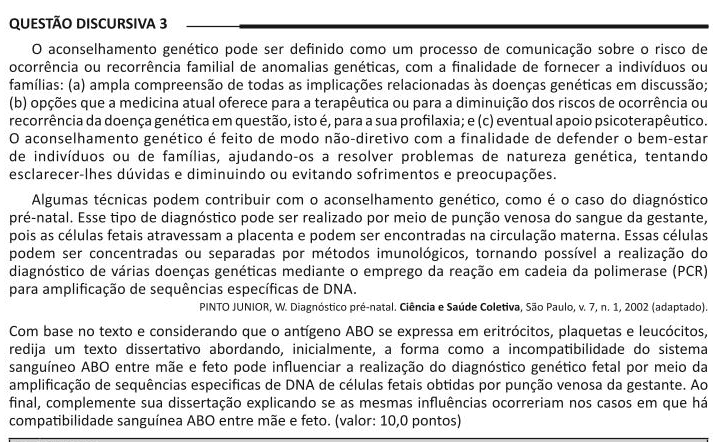 QUESTÃO DISCURSIVA 3
O aconselhamento genético pode ser definido como um processo de comunicação sobre o risco de
ocorrência ou recorrência familial de anomalias genéticas, com a finalidade de fornecer a indivíduos ou
famílias: (a) ampla compreensão de todas as implicações relacionadas às doenças genéticas em discussão;
(b) opções que a medicina atual oferece para a terapêutica ou para a diminuição dos riscos de ocorrência ou
recorrência da doença genética em questão, isto é, para a sua profilaxia; e (c) eventual apoio psicoterapêutico.
O aconselhamento genético é feito de modo não-diretivo com a finalidade de defender o bem-estar
de indivíduos ou de famílias, ajudando-os a resolver problemas de natureza genética, tentando
esclarecer-lhes dúvidas e diminuindo ou evitando sofrimentos e preocupações.
Algumas técnicas podem contribuir com o aconselhamento genético, como é o caso do diagnóstico
pré-natal. Esse tipo de diagnóstico pode ser realizado por meio de punção venosa do sangue da gestante,
pois as células fetais atravessam a placenta e podem ser encontradas na circulação materna. Essas células
podem ser concentradas ou separadas por métodos imunológicos, tornando possível a realização do
diagnóstico de várias doenças genéticas mediante o emprego da reação em cadeia da polimerase (PCR)
para amplificação de sequências específicas de DNA.
PINTO JUNIOR, W. Diagnóstico pré-natal. Ciência e Saúde Coletiva, São Paulo, v. 7, n. 1, 2002 (adaptado).
Com base no texto e considerando que o antígeno ABO se expressa em eritrócitos, plaquetas e leucócitos,
redija um texto dissertativo abordando, inicialmente, a forma como a incompatibilidade do sistema
sanguíneo ABO entre mãe e feto pode influenciar a realização do diagnóstico genético fetal por meio da
amplificação de sequências especificas de DNA de células fetais obtidas por punção venosa da gestante. Ao
final, complemente sua dissertação explicando se as mesmas influências ocorreriam nos casos em que há
compatibilidade sanguínea ABO entre mãe e feto. (valor: 10,0 pontos)